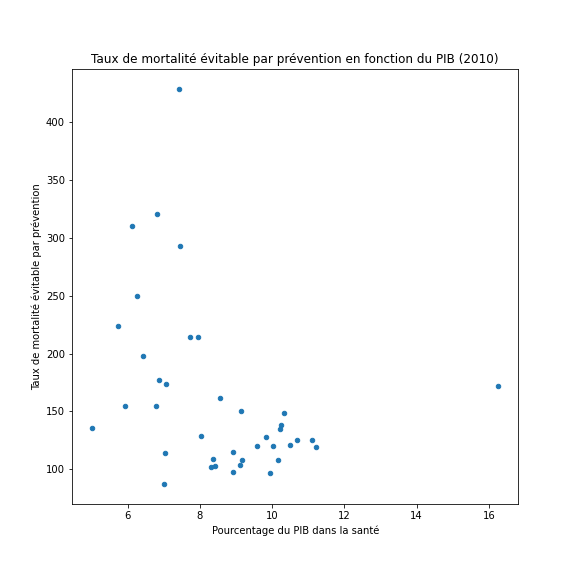 Taux de mortalité évitable par prévention en fonction du PIB (2010)
400
350
300
250
200
150
100
Taux de mortalité évitable par prévention
6 8 10 12 14 16
Pourcentage du PIB dans la santé